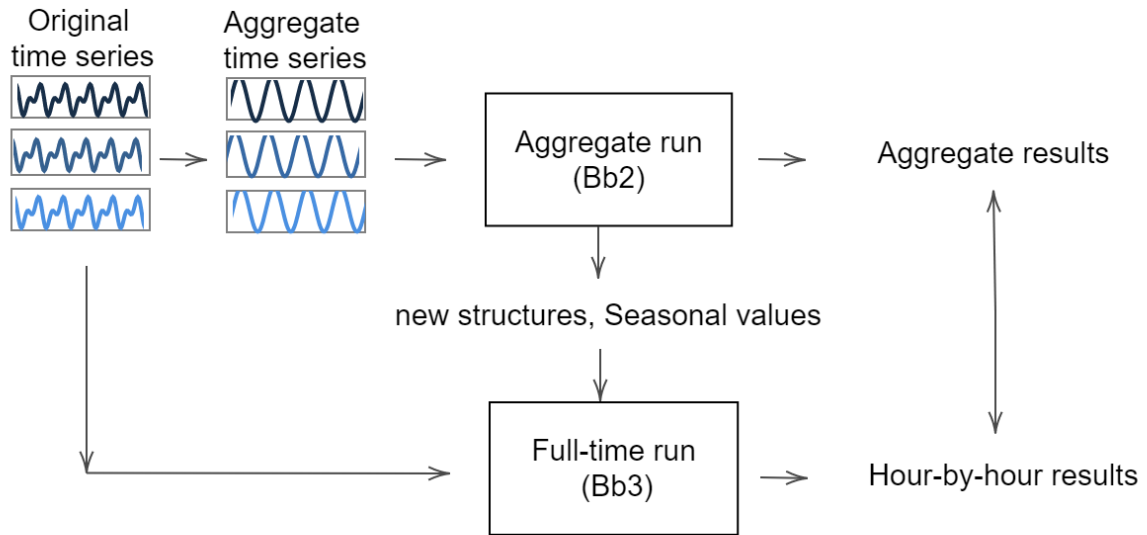 Original
time series
Aggregate
time series
Aggregate run
(Bb2)
Aggregate results
new structures, Seasonal values
Full-time run
(Bb3)
Hour-by-hour results